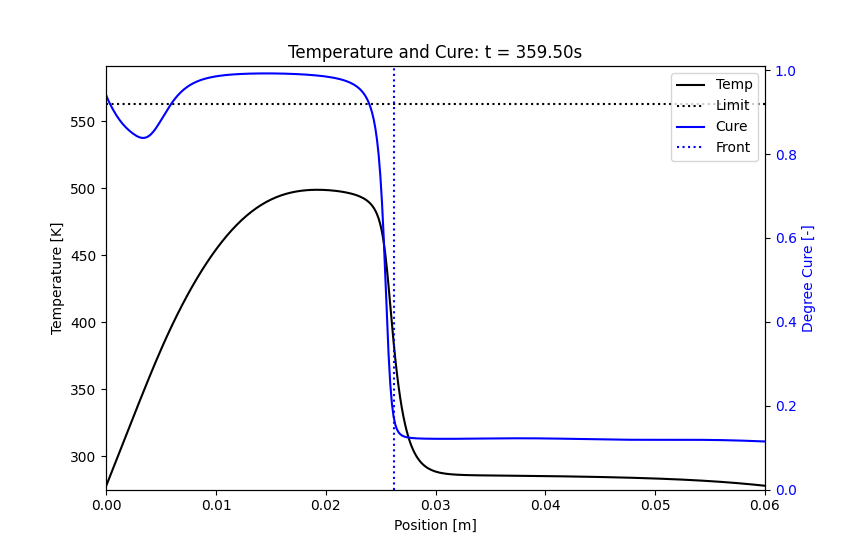 Temperature and Cure: t = 359.50s
Temp
Limit
Cure
Front
Temperature [K]
550
500
450
400
350
300
Degree Cure [-]
1.0
0.8
0.6
0.4
0.2
0.0
0.00 0.01 0.02 0.03 0.04 0.05 0.06
Position [m]